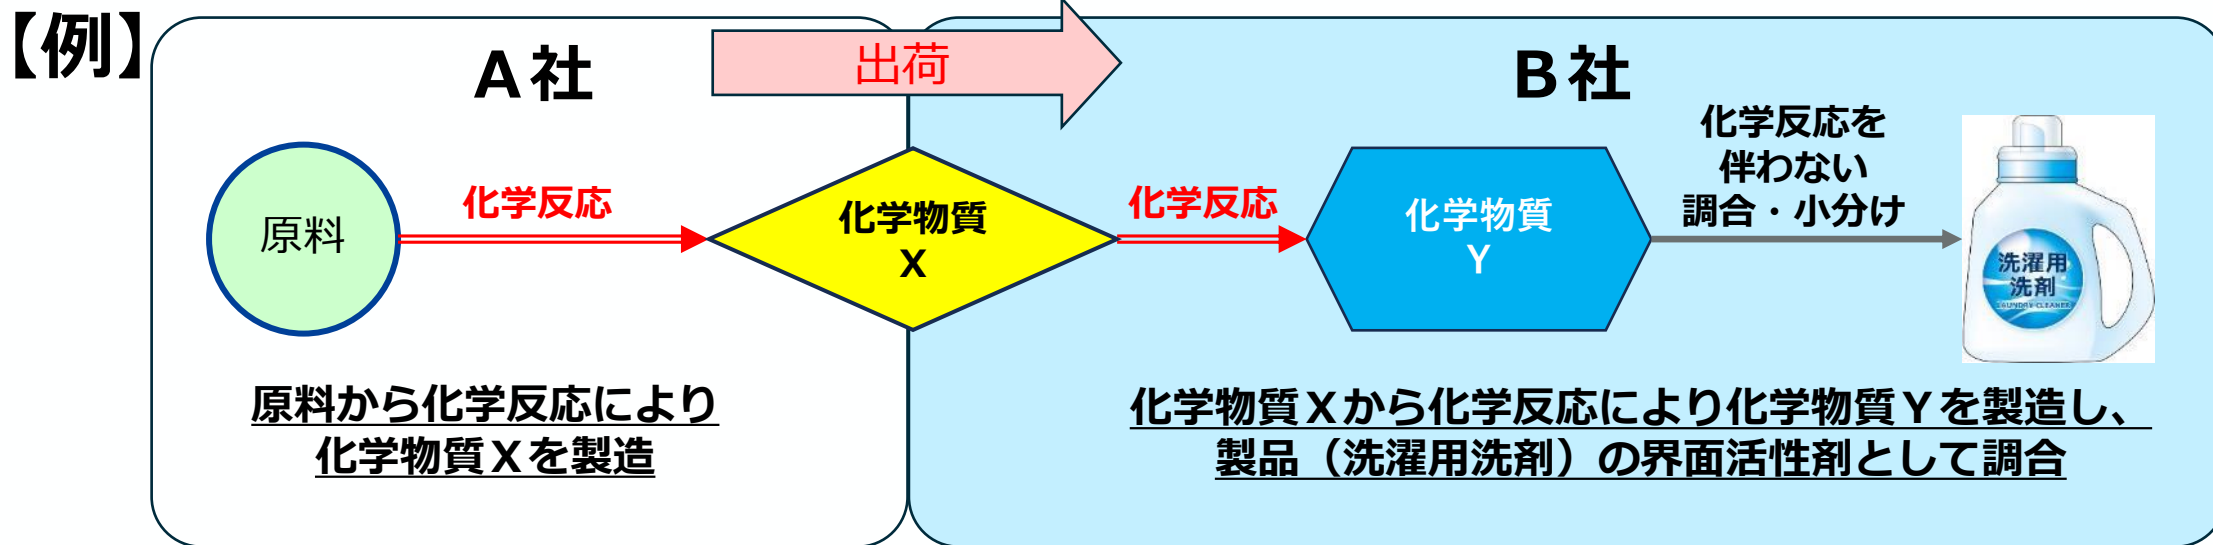 【例】
A社
出荷
B社
原料
化学反応
化学物質
X
化学反応
化学物質
Y
化学反応を
伴わない
調合・小分け
洗濯用
洗剤
LAUNDRY CLEANER
原料から化学反応により
化学物質Xを製造
化学物質Xから化学反応により化学物質Yを製造し、
製品（洗濯用洗剤）の界面活性剤として調合